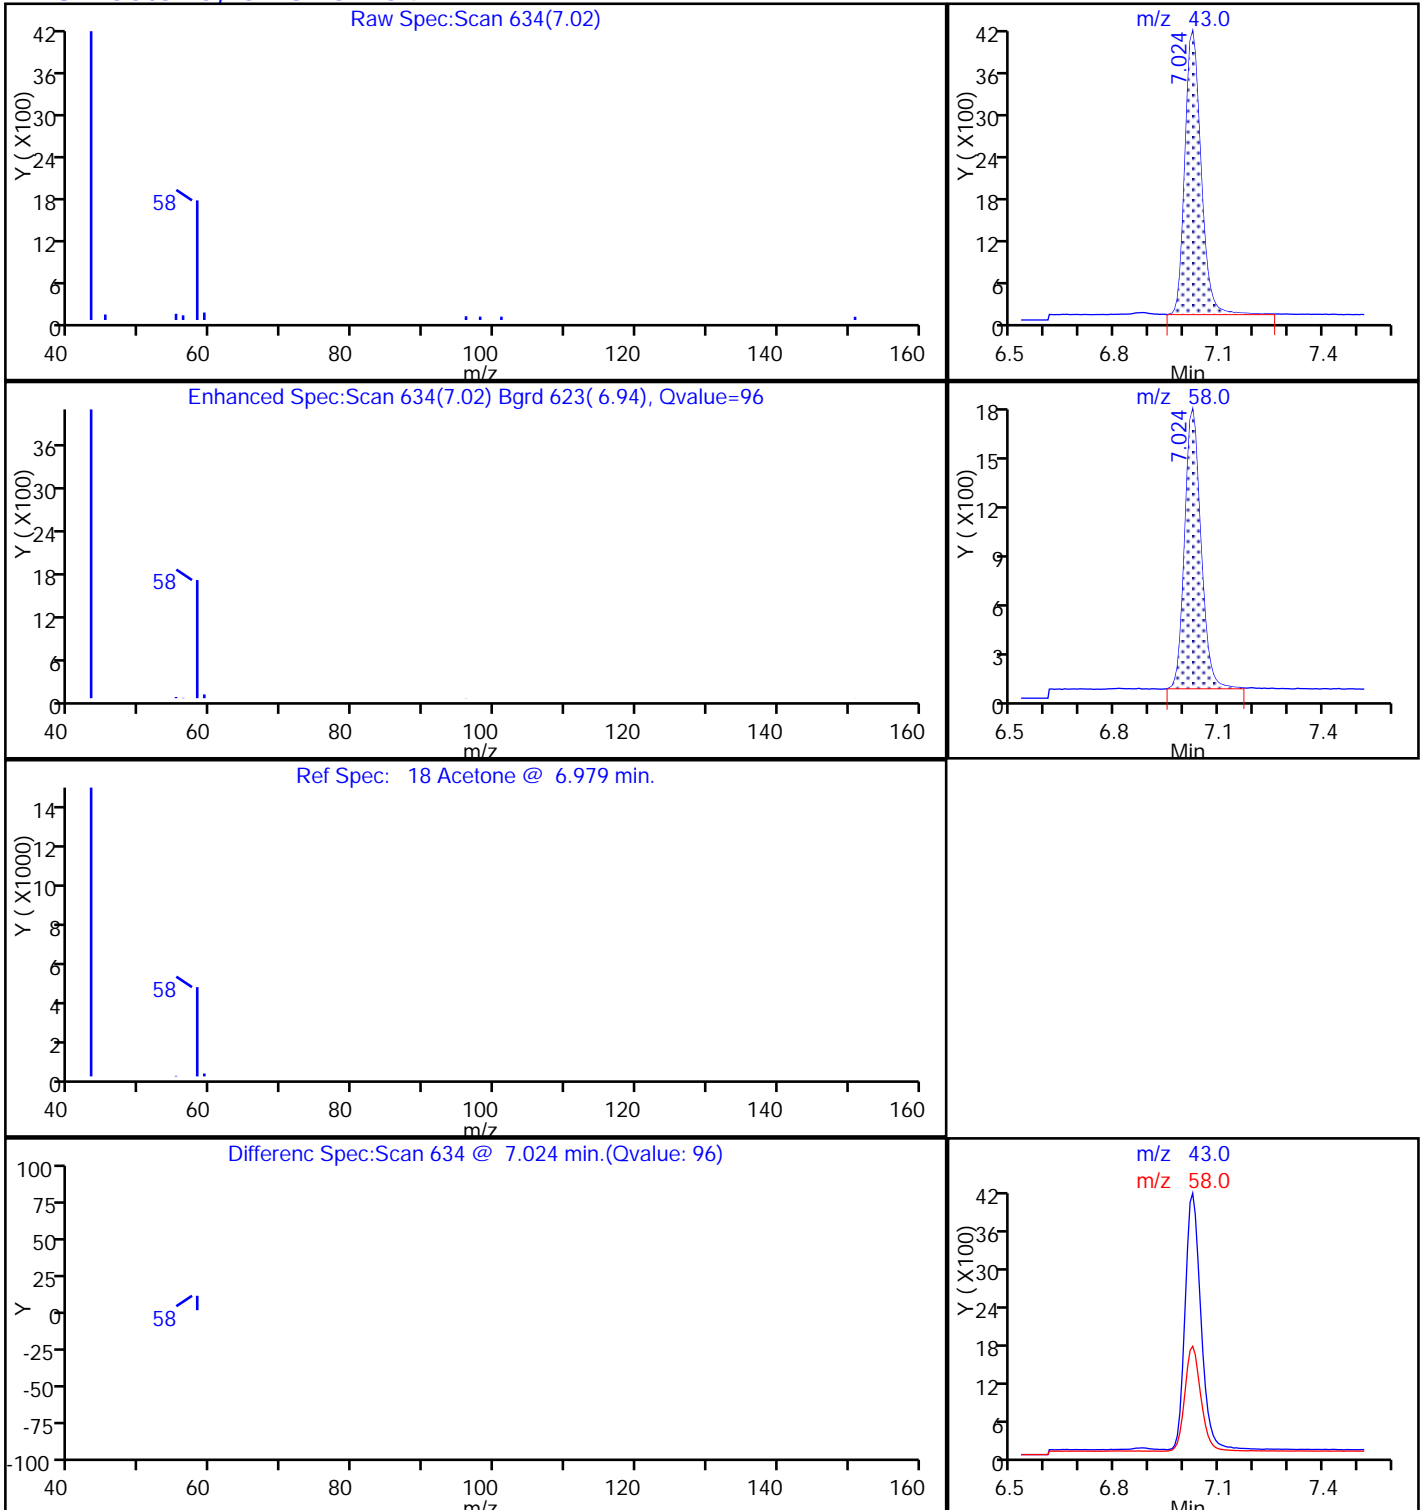 Raw Spec:Scan 634(7.02)
42
36
30
24
18
12
6
0
Y ( X100)
58
40 60 80 100 120 140 160
m/z
m/z 43.0
7.024
42
36
30
24
18
12
6
0
Y ( X100)
6.5 6.8 7.1 7.4
Min
Enhanced Spec:Scan 634(7.02) Bgrd 623( 6.94), Qvalue=96
36
30
24
18
12
6
0
Y ( X100)
58
40 60 80 100 120 140 160
m/z
m/z 58.0
7.024
18
15
12
9
6
3
0
Y ( X100)
6.5 6.8 7.1 7.4
Min
Ref Spec: 18 Acetone @ 6.979 min.
14
12
10
8
6
4
2
0
Y ( X1000)
58
40 60 80 100 120 140 160
m/z
Differenc Spec:Scan 634 @ 7.024 min.(Qvalue: 96)
100
75
50
25
0
-25
-50
-75
-100
Y
58
40 60 80 100 120 140 160
m/z
m/z 43.0
m/z 58.0
42
36
30
24
18
12
6
0
Y ( X100)
6.5 6.8 7.1 7.4
Min